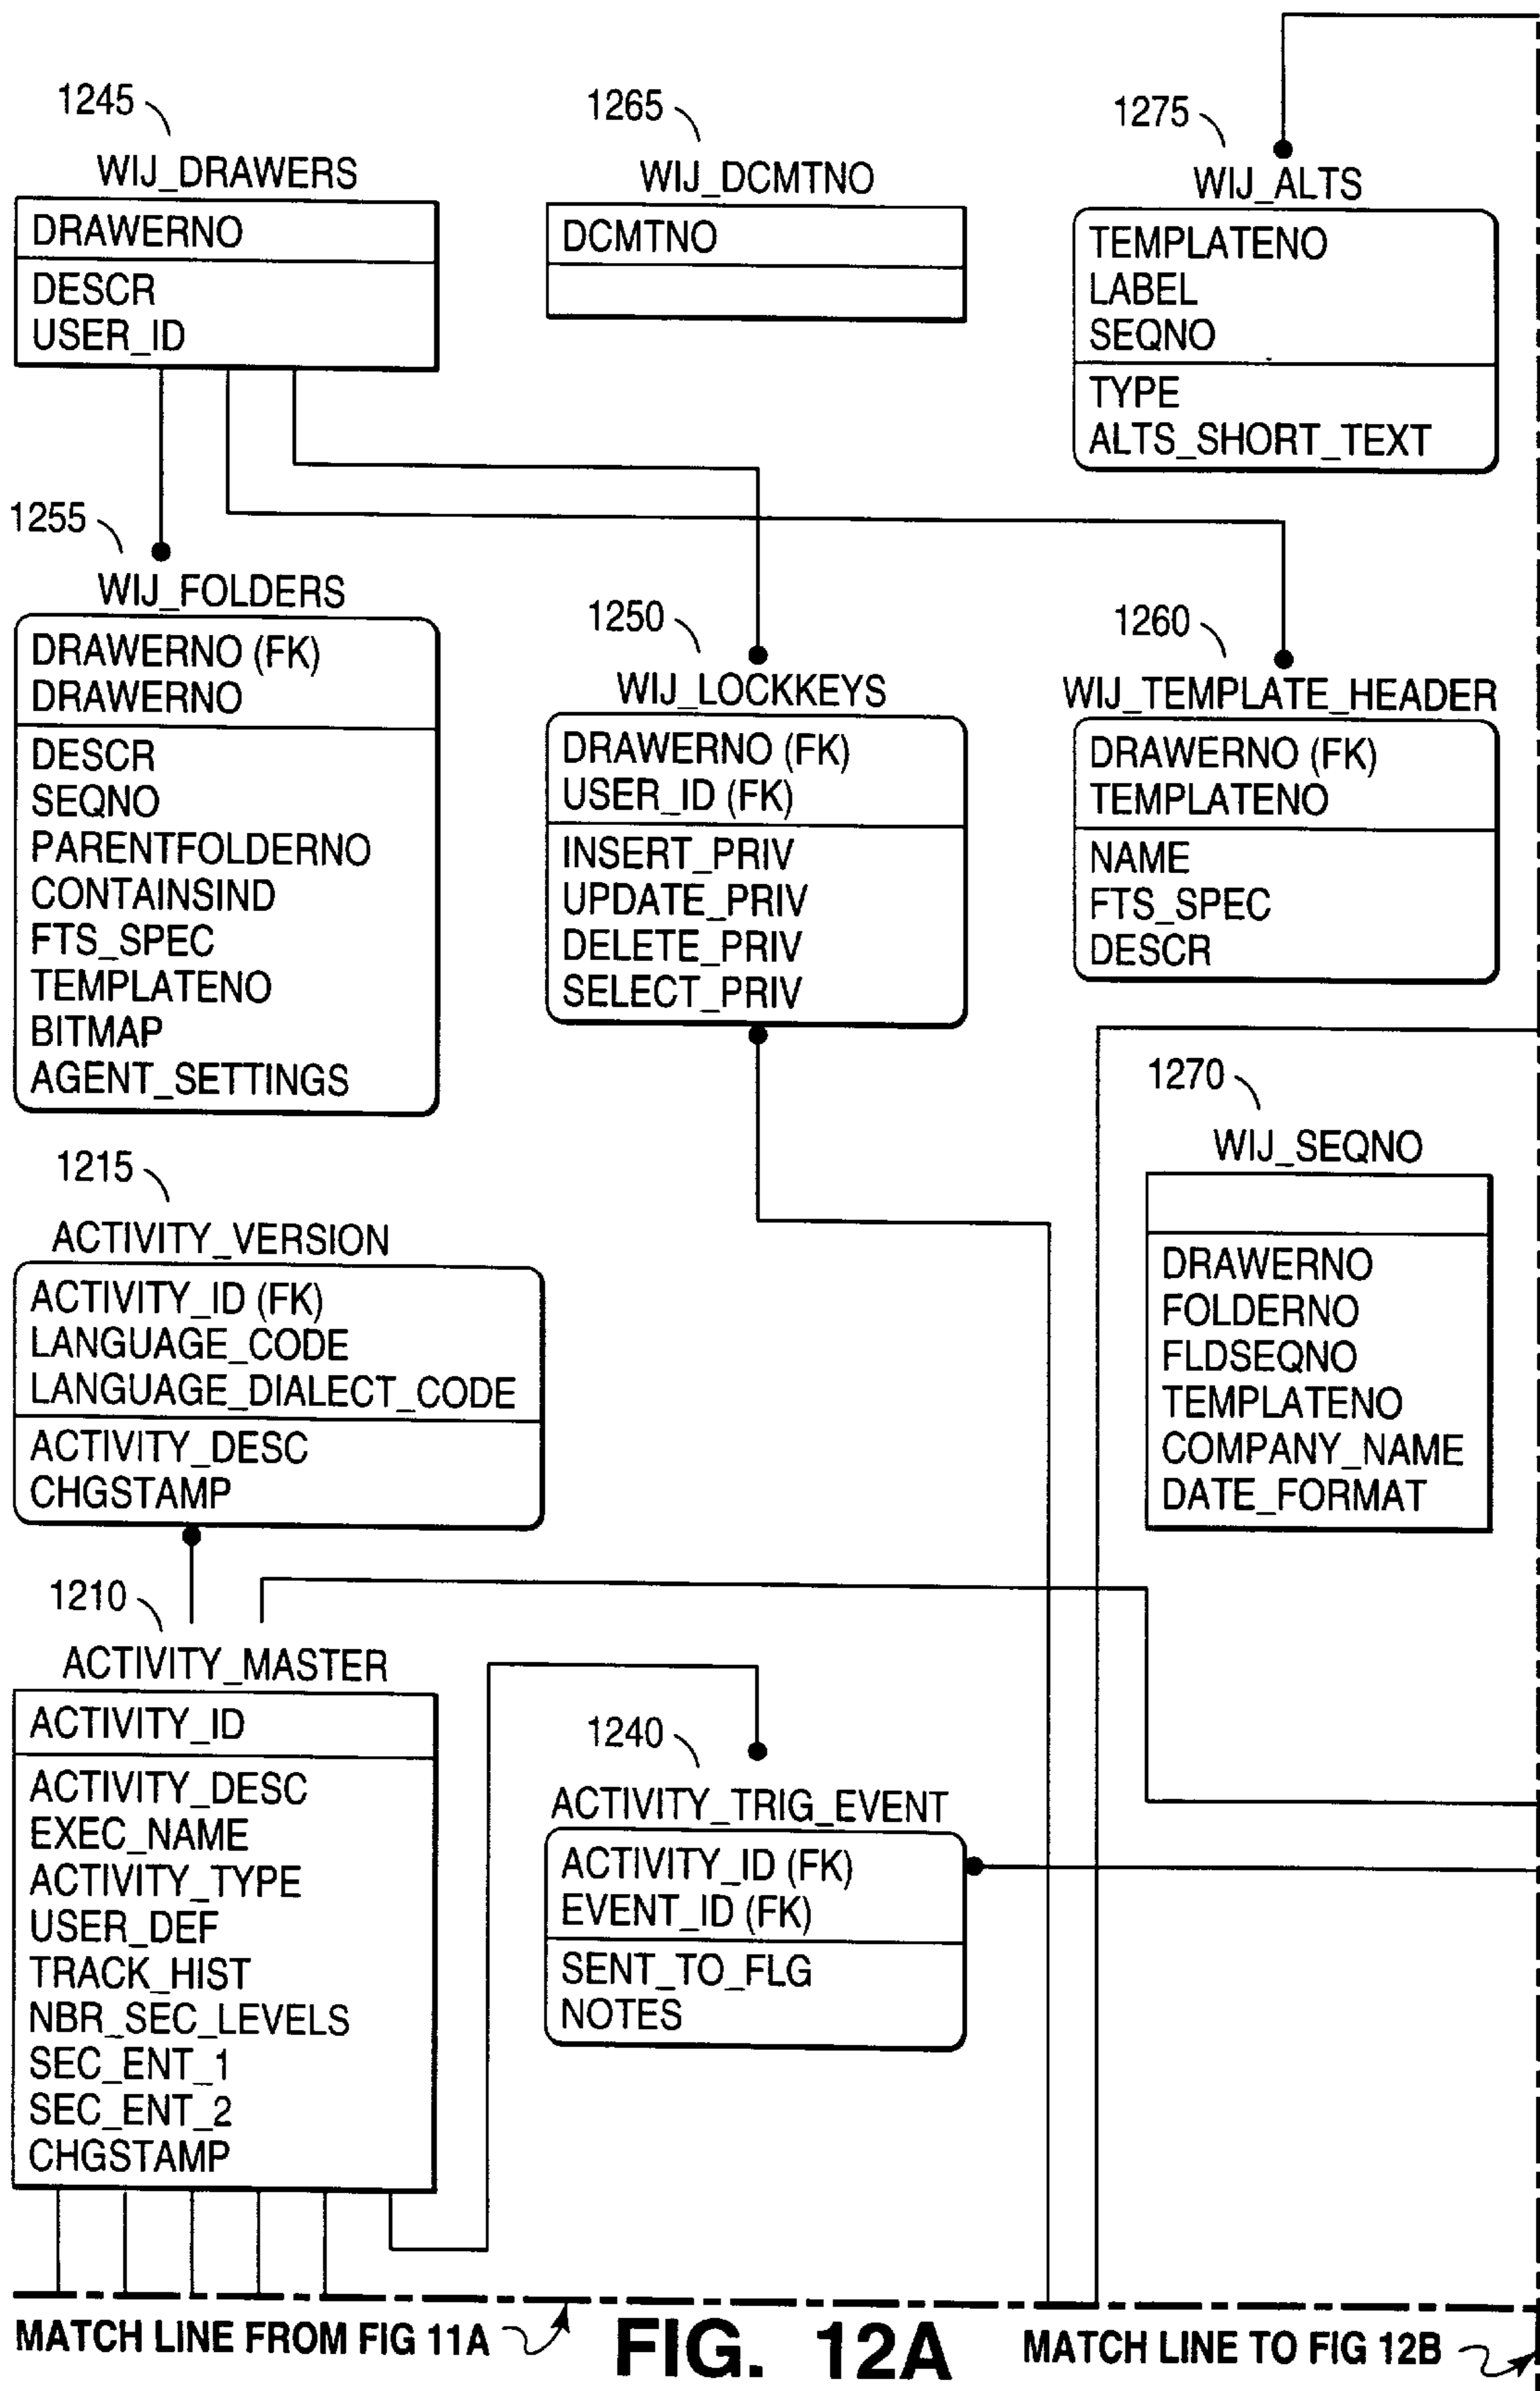 1245
WIJ_DRAWERS
DRAWERNO
DESCR
USER_ID
1265
WIJ_DCMTNO
DCMTNO
1275
WIJ_ALTS
TEMPLATENO
LABEL
SEQNO
TYPE
ALTS_SHORT_TEXT
1255
WIJ_FOLDERS
DRAWERNO (FK)
DRAWERNO
DESCR
SEQNO
PARENTFOLDERNO
CONTAINSIND
FTS_SPEC
TEMPLATENO
BITMAP
AGENT_SETTINGS
1250
WIJ_LOCKKEYS
DRAWERNO (FK)
USER_ID (FK)
INSERT_PRIV
UPDATE_PRIV
DELETE_PRIV
SELECT_PRIV
1260
WIJ_TEMPLATE_HEADER
DRAWERNO (FK)
TEMPLATENO
NAME
FTS_SPEC
DESCR
1270
WIJ_SEQNO
DRAWERNO
FOLDERNO
FLDSEQNO
TEMPLATENO
COMPANY_NAME
DATE_FORMAT
1215
ACTIVITY_VERSION
ACTIVITY_ID (FK)
LANGUAGE_CODE
LANGUAGE_DIALECT_CODE
ACTIVITY_DESC
CHGSTAMP
1210
ACTIVITY_MASTER
ACTIVITY_ID
ACTIVITY_DESC
EXEC_NAME
ACTIVITY_TYPE
USER_DEF
TRACK_HIST
NBR_SEC_LEVELS
SEC_ENT_1
SEC_ENT_2
CHGSTAMP
1240
ACTIVITY_TRIG_EVENT
ACTIVITY_ID (FK)
EVENT_ID (FK)
SENT_TO_FLG
NOTES
MATCH LINE FROM FIG 11A
FIG. 12A
MATCH LINE TO FIG 12B